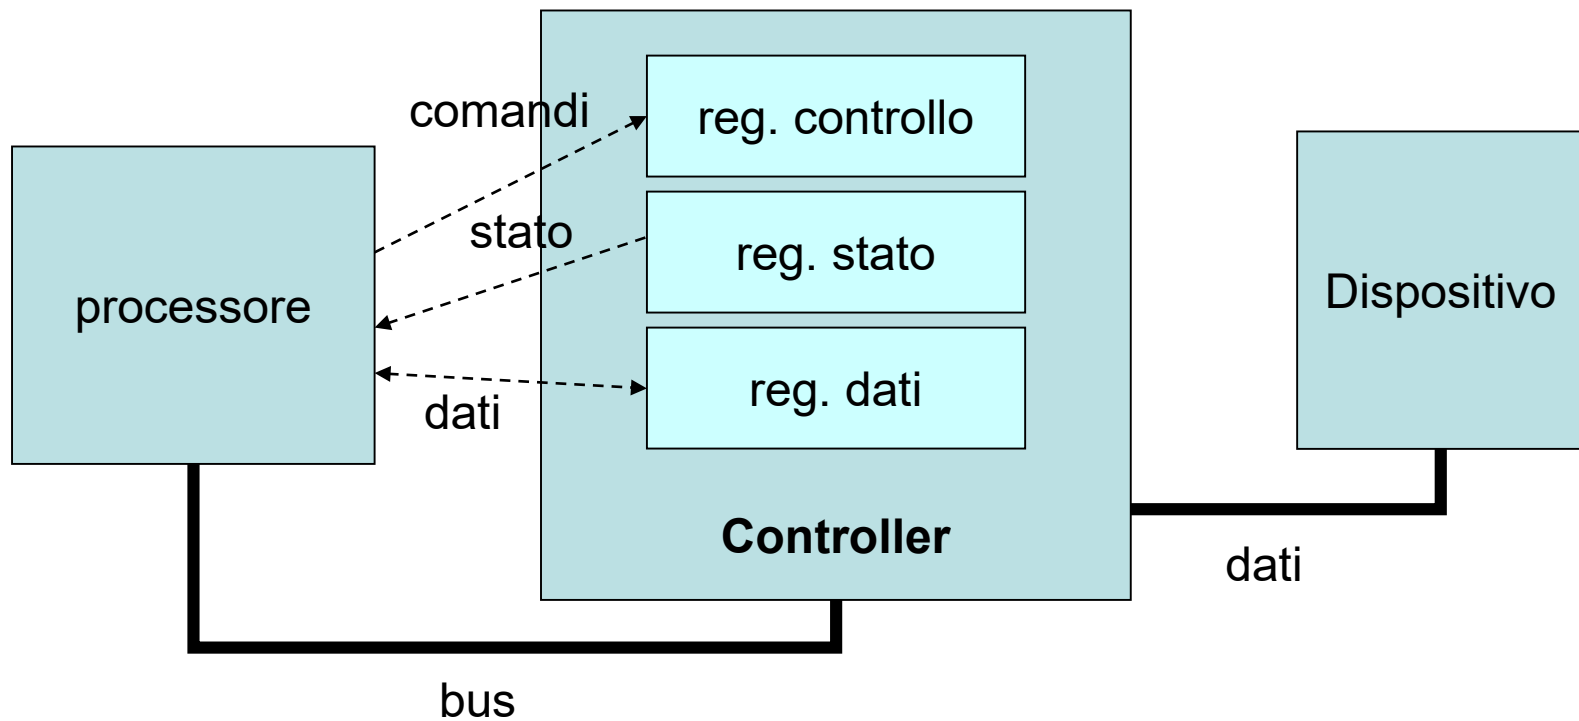 comandi
reg. controllo
stato
reg. stato
processore
Dispositivo
dati
reg. dati
Controller
dati
bus